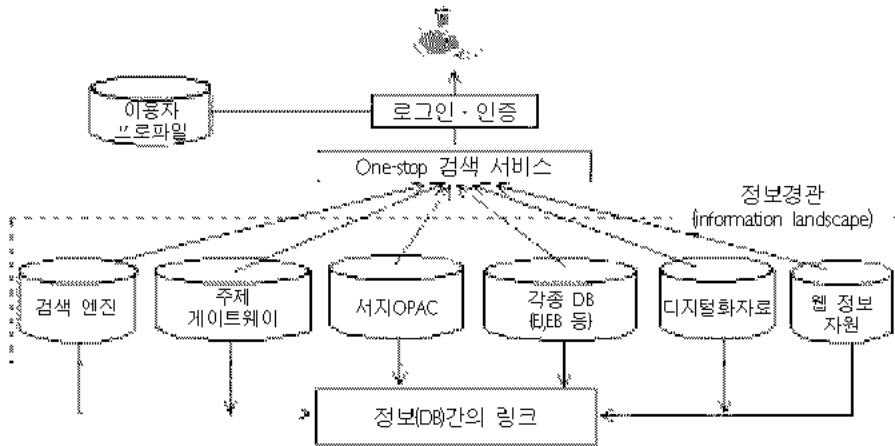 이용자
프로파일
로그인 · 인증
One-stop 검색 서비스
정보경관
(information landscape)
검색 엔진
주제
게이트웨이
서지OPAC
각종 DB
(EJ,EB 등)
디지털화자료
웹 정보
자원
정보(DB)간의 링크